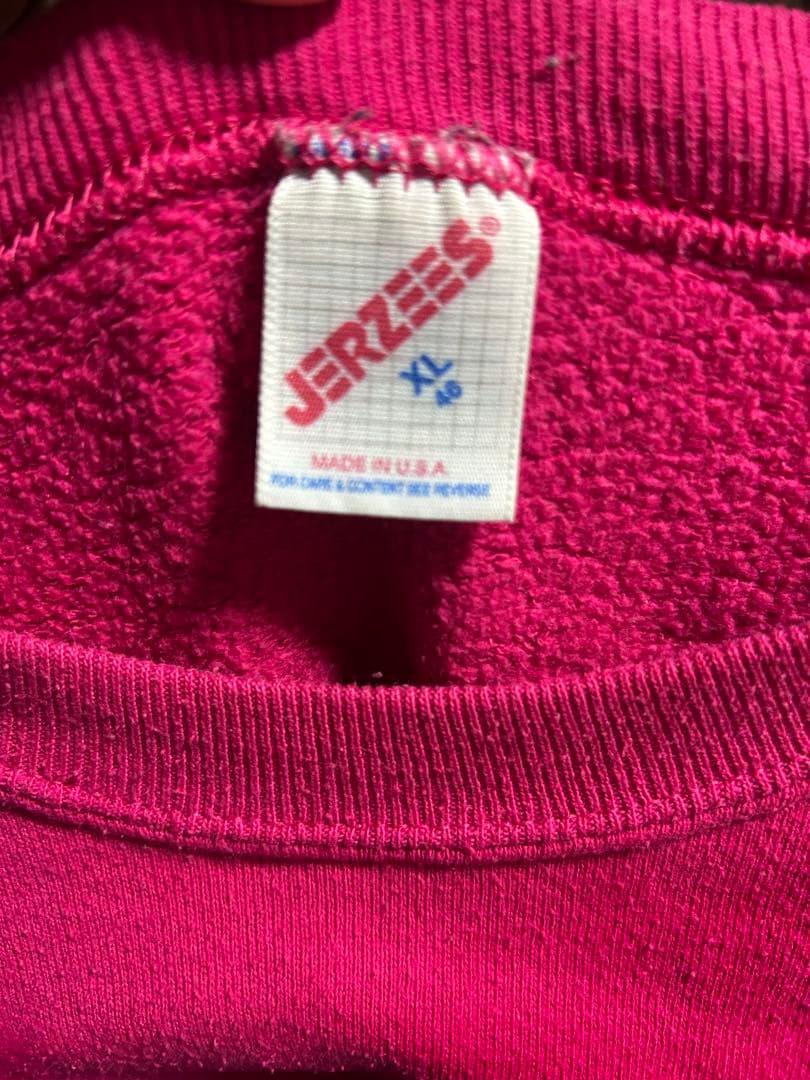 JERZEES®
XL
46
MADE IN U.S.A.
FOR CARE & CONTENT SEE REVERSE